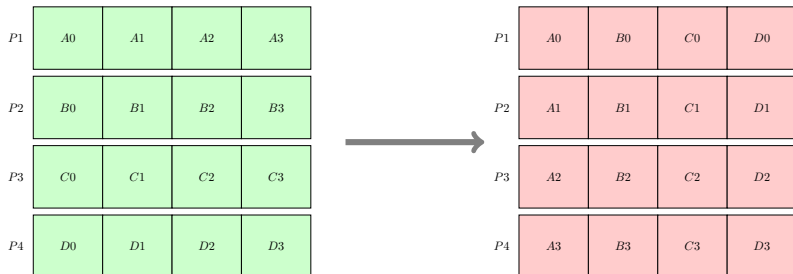 P1 A0 A1 A2 A3 P1 A0 B0 C0 D0
P2 B0 B1 B2 B3 P2 A1 B1 C1 D1
P3 C0 C1 C2 C3 P3 A2 B2 C2 D2
P4 D0 D1 D2 D3 P4 A3 B3 C3 D3